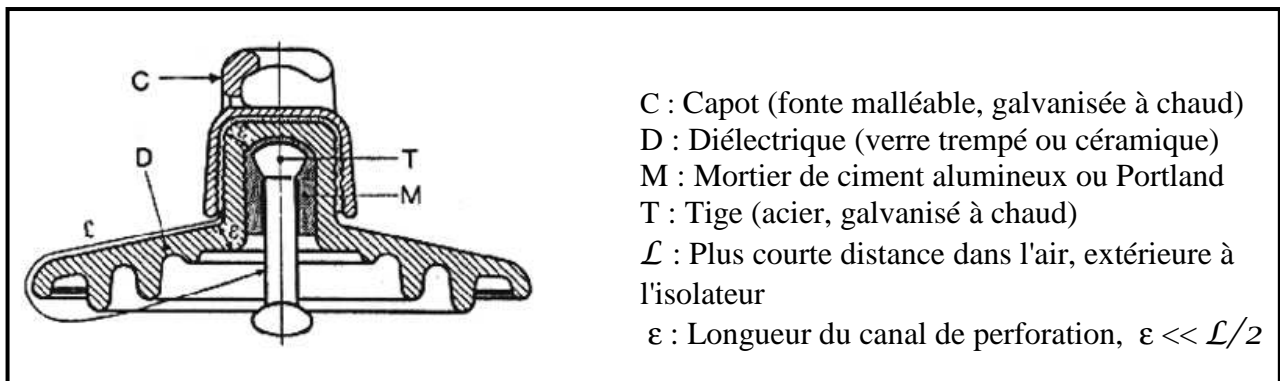 C
D
T
M
ℒ
ε
ε
C : Capot (fonte malléable, galvanisée à chaud)
D : Diélectrique (verre trempé ou céramique)
M : Mortier de ciment alumineux ou Portland
T : Tige (acier, galvanisé à chaud)
ℒ : Plus courte distance dans l'air, extérieure à
l'isolateur
ε : Longueur du canal de perforation, ε << ℒ/2